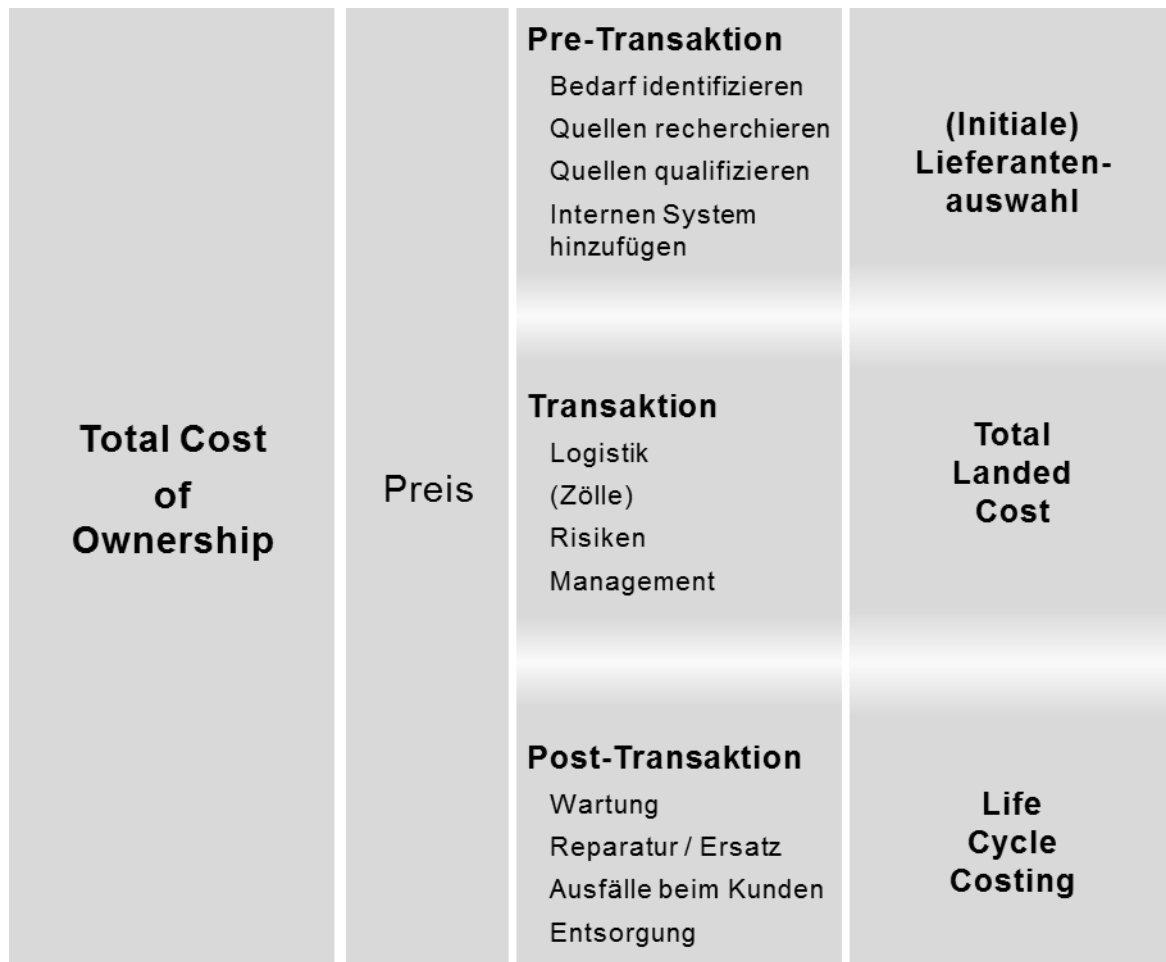 Total Cost
of
Ownership
Preis
Pre-Transaktion
Bedarf identifizieren
Quellen recherchieren
Quellen qualifizieren
Internen System
hinzufügen
(Initiale)
Lieferanten-
auswahl
Transaktion
Logistik
(Zölle)
Risiken
Management
Total
Landed
Cost
Post-Transaktion
Wartung
Reparatur / Ersatz
Ausfälle beim Kunden
Entsorgung
Life
Cycle
Costing